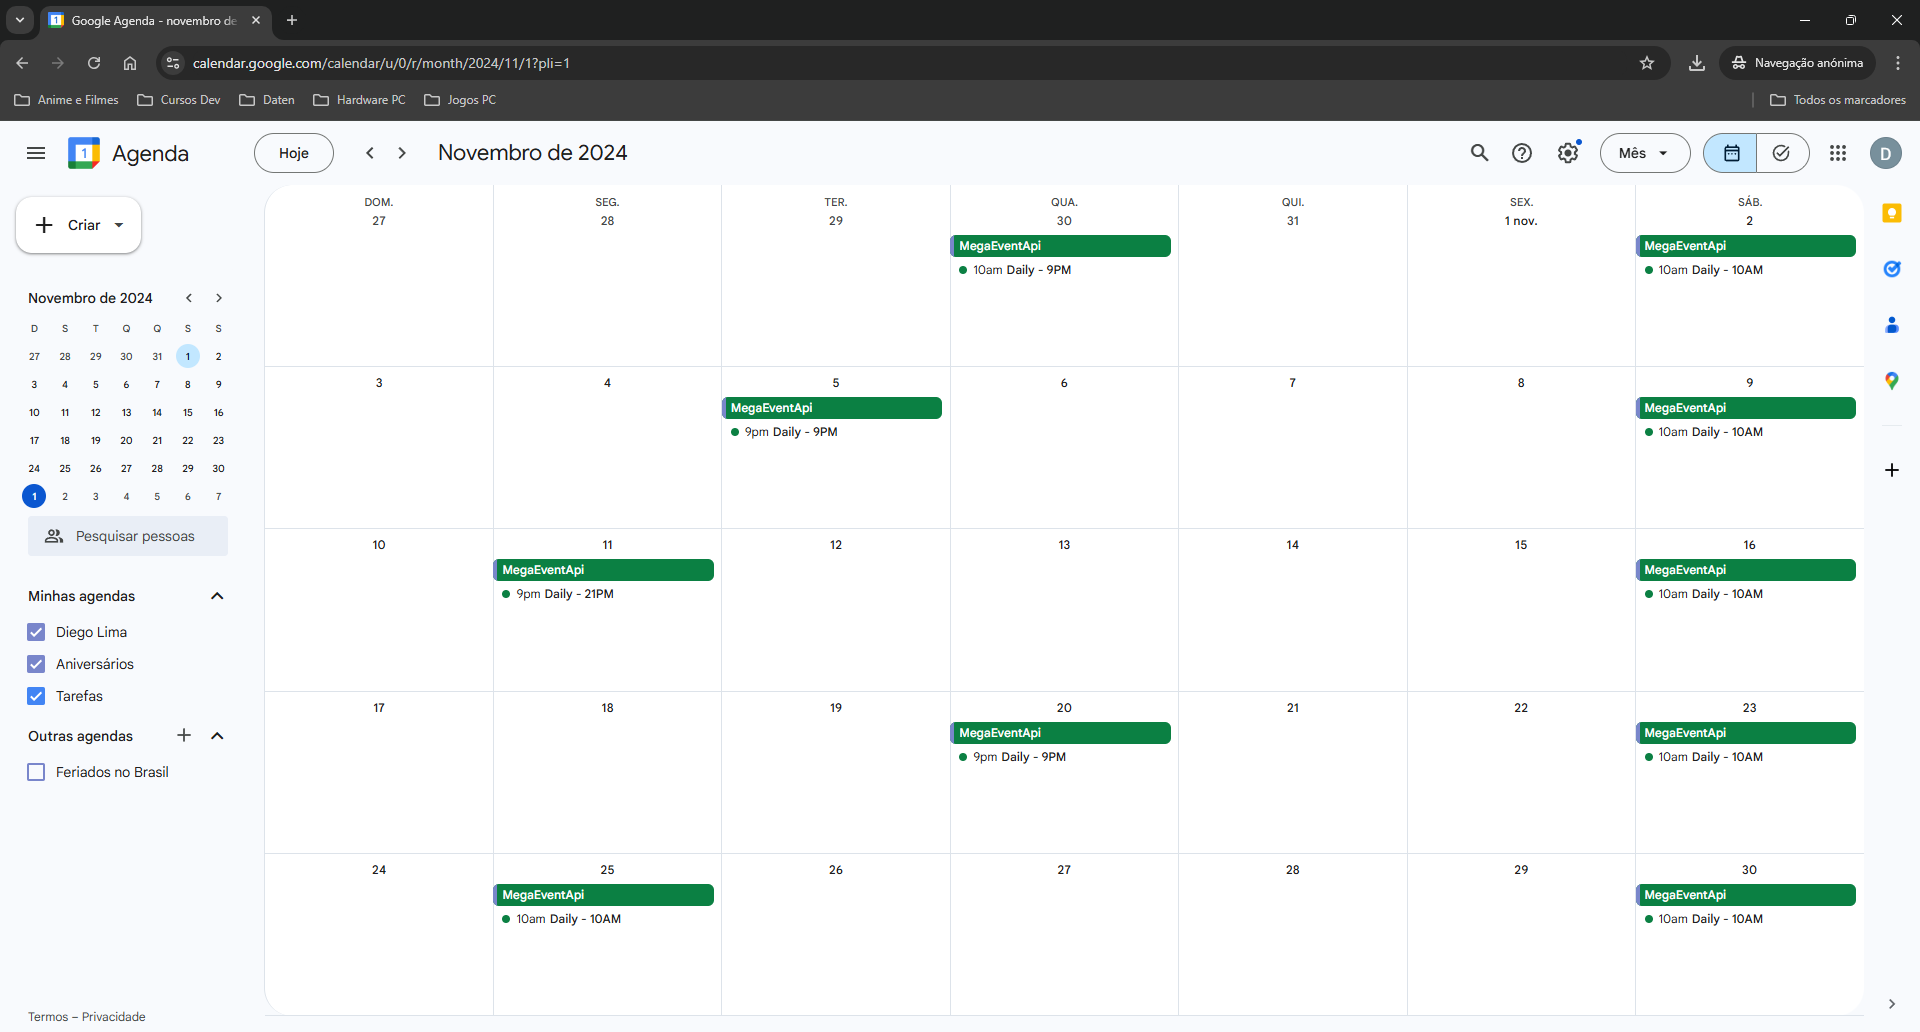 Google Agenda - novembro de
calendar.google.com/calendar/u/0/r/month/2024/11/1?pli=1
Navegação anónima
Anime e Filmes
Cursos Dev
Daten
Hardware PC
Jogos PC
Todos os marcadores
1
Agenda
Hoje
Novembro de 2024
Mês
D
Criar
Novembro de 2024
D S T Q Q S S
27 28 29 30 31 1 2
3 4 5 6 7 8 9
10 11 12 13 14 15 16
17 18 19 20 21 22 23
24 25 26 27 28 29 30
1 2 3 4 5 6 7
Pesquisar pessoas
Minhas agendas
Diego Lima
Aniversários
Tarefas
Outras agendas
Feriados no Brasil
Termos – Privacidade
DOM. SEG. TER. QUA. QUI. SEX. SÁB.
27 28 29 30 31 1 nov. 2
MegaEventApi MegaEventApi
10am Daily - 9PM 10am Daily - 10AM
3 4 5 6 7 8 9
MegaEventApi MegaEventApi
9pm Daily - 9PM 10am Daily - 10AM
10 11 12 13 14 15 16
MegaEventApi MegaEventApi
9pm Daily - 21PM 10am Daily - 10AM
17 18 19 20 21 22 23
MegaEventApi MegaEventApi
9pm Daily - 9PM 10am Daily - 10AM
24 25 26 27 28 29 30
MegaEventApi MegaEventApi
10am Daily - 10AM 10am Daily - 10AM